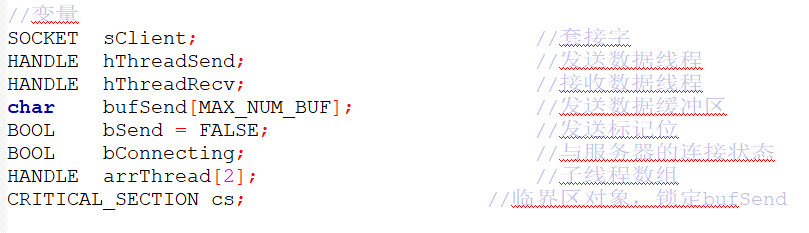 //变量
SOCKET sClient; //套接字
HANDLE hThreadSend; //发送数据线程
HANDLE hThreadRecv; //接收数据线程
char bufSend[MAX_NUM_BUF]; //发送数据缓冲区
BOOL bSend = FALSE; //发送标记位
BOOL bConnecting; //与服务器的连接状态
HANDLE arrThread[2]; //子线程数组
CRITICAL_SECTION cs; //临界区对象，锁定bufSend